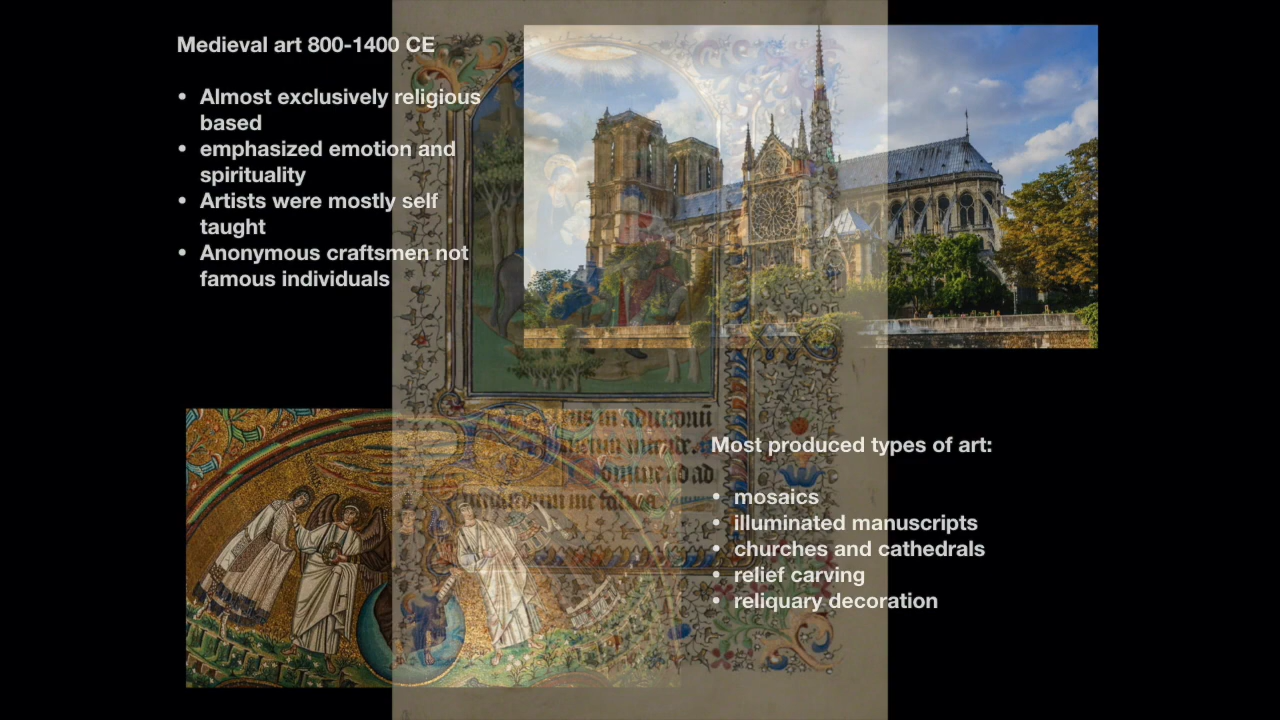 Medieval art 800-1400 CE
• Almost exclusively religious
based
• emphasized emotion and
spirituality
• Artists were mostly self
taught
• Anonymous craftsmen not
famous individuals
Most produced types of art:
• mosaics
• illuminated manuscripts
• churches and cathedrals
• relief carving
• reliquary decoration